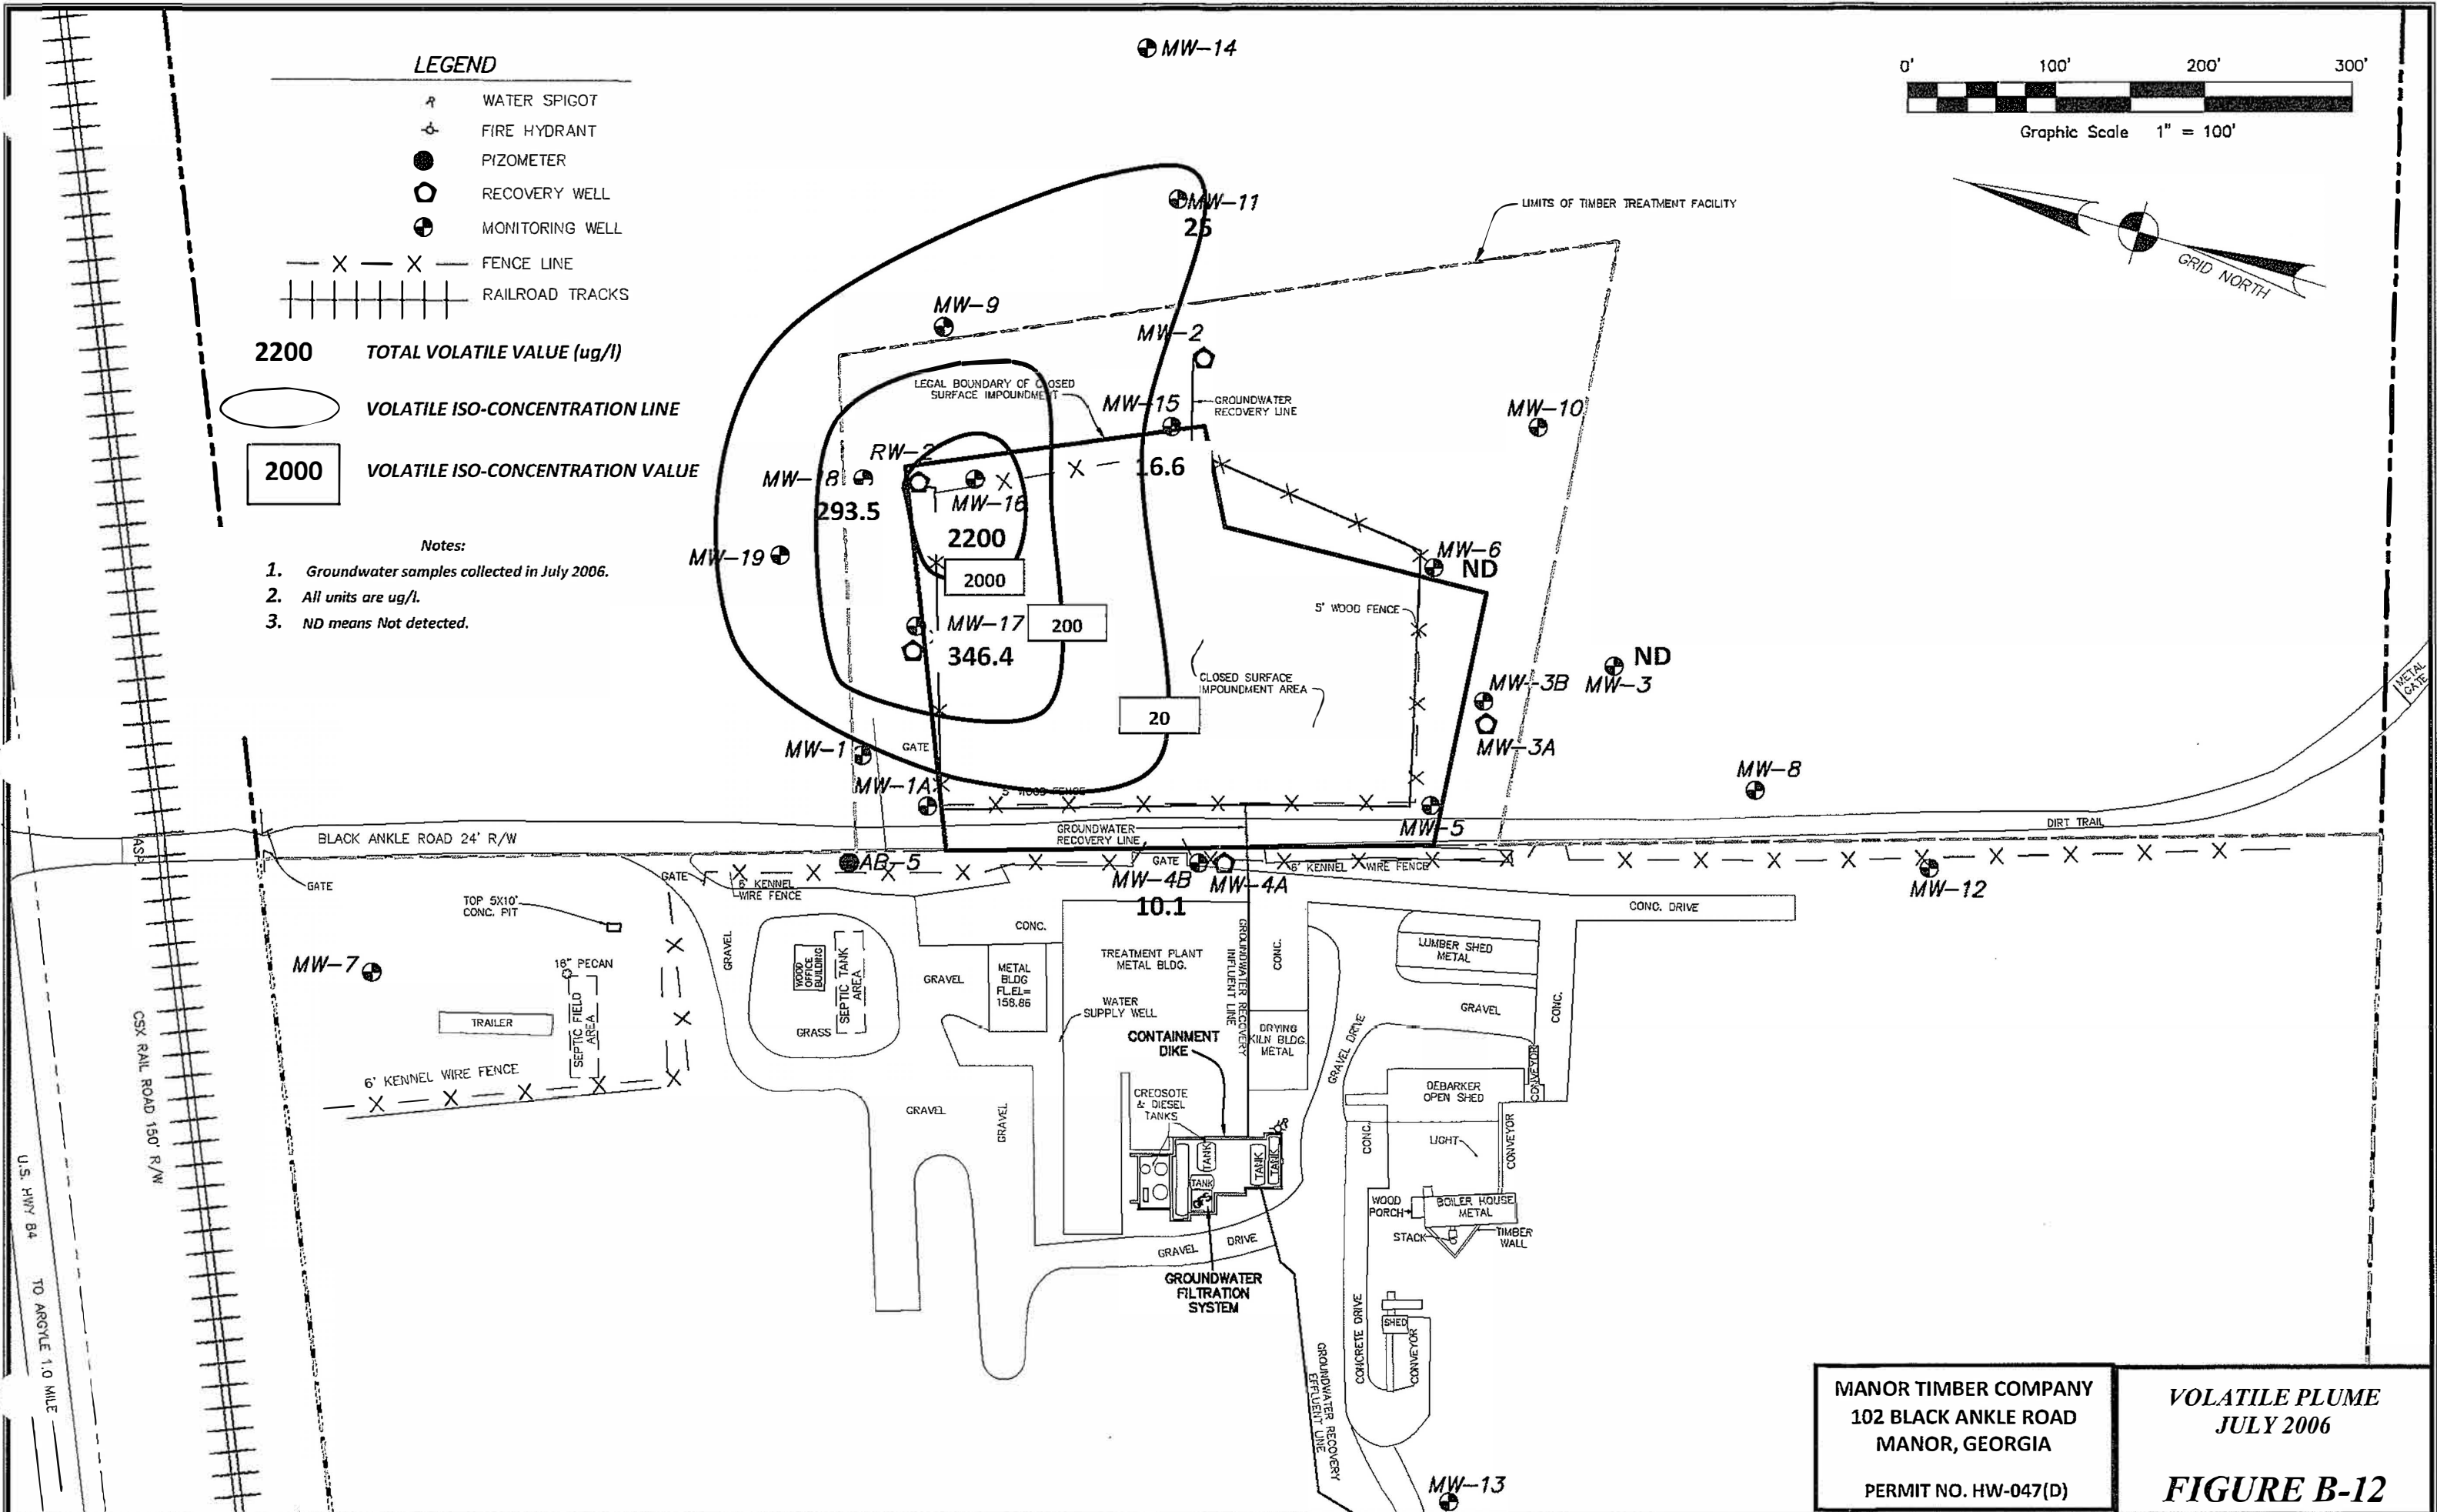 LEGEND
WATER SPIGOT
FIRE HYDRANT
PIZOMETER
RECOVERY WELL
MONITORING WELL
X X FENCE LINE
RAILROAD TRACKS
2200 TOTAL VOLATILE VALUE (ug/l)
VOLATILE ISO-CONCENTRATION LINE
2000 VOLATILE ISO-CONCENTRATION VALUE
Notes:
1. Groundwater samples collected in July 2006.
2. All units are ug/l.
3. ND means Not detected.
MW-14
0' 100' 200' 300'
Graphic Scale 1" = 100'
GRID NORTH
LIMITS OF TIMBER TREATMENT FACILITY
MW-11
25
MW-9
MW-2
LEGAL BOUNDARY OF CLOSED
SURFACE IMPOUNDMENT
MW-15
GROUNDWATER
RECOVERY LINE
16.6
MW-10
RW-2
MW-18
293.5
MW-16
2200
MW-19
2000
MW-17
346.4
200
MW-6
ND
5' WOOD FENCE
CLOSED SURFACE
IMPOUNDMENT AREA
20
ND
MW-3
MW-3B
MW-3A
MW-1
GATE
MW-1A
5' WOOD FENCE
MW-5
MW-8
METAL
GATE
DIRT TRAIL
BLACK ANKLE ROAD 24' R/W
GROUNDWATER
RECOVERY LINE
GATE
AB-5
GATE
6' KENNEL
WIRE FENCE
GATE
MW-4B
MW-4A
10.1
6' KENNEL WIRE FENCE
MW-12
TOP 5X10'
CONC. PIT
MW-7
16" PECAN
SEPTIC FIELD
AREA
TRAILER
6' KENNEL WIRE FENCE
GRAVEL
WOOD
OFFICE
BUILDING
SEPTIC TANK
AREA
GRASS
CONC.
GRAVEL
METAL
BLDG
FL.EL=
158.86
TREATMENT PLANT
METAL BLDG.
WATER
SUPPLY WELL
GROUNDWATER RECOVERY
INFLUENT LINE
CONC.
DRYING
KILN BLDG.
METAL
CONTAINMENT
DIKE
CREOSOTE
& DIESEL
TANKS
TANK
TANK
TANK
TANK
GRAVEL
GRAVEL
GRAVEL DRIVE
GRAVEL DRIVE
GROUNDWATER
FILTRATION
SYSTEM
GROUNDWATER RECOVERY
EFFLUENT LINE
CONC. DRIVE
LUMBER SHED
METAL
GRAVEL
CONC.
DEBARKER
OPEN SHED
CONVEYOR
CONC.
LIGHT
CONVEYOR
WOOD
PORCH
BOILER HOUSE
METAL
STACK
TIMBER
WALL
CONCRETE DRIVE
SHED
CONVEYOR
MW-13
CSX RAIL ROAD 150' R/W
U.S. HWY 84 TO ARGYLE 1.0 MILE
MANOR TIMBER COMPANY
102 BLACK ANKLE ROAD
MANOR, GEORGIA
PERMIT NO. HW-047(D)
VOLATILE PLUME
JULY 2006
FIGURE B-12